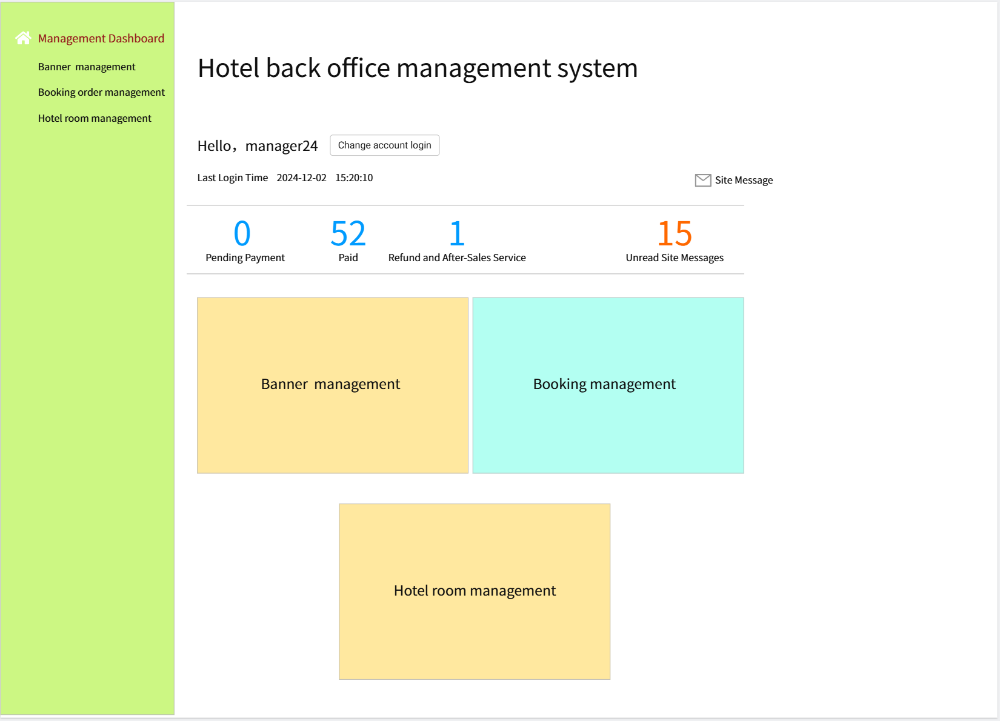 Management Dashboard
Banner  management
Booking order management
Hotel room management
Hotel back office management system
Hello，manager24
Change account login
Last Login Time   2024-12-02   15:20:10
Site Message
0
Pending Payment
52
Paid
1
Refund and After-Sales Service
15
Unread Site Messages
Banner  management
Booking management
Hotel room management